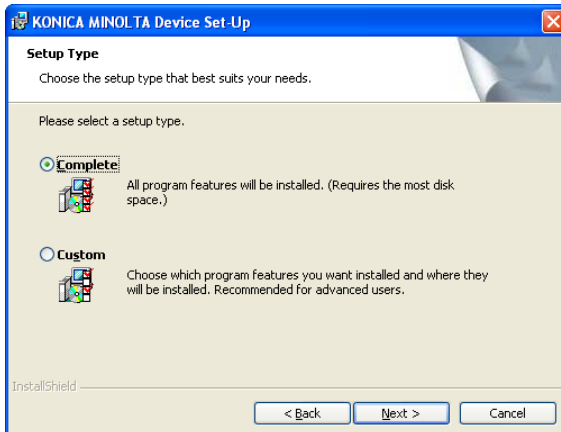 KONICA MINOLTA Device Set-Up
Setup Type
Choose the setup type that best suits your needs.
Please select a setup type.
Complete
All program features will be installed. (Requires the most disk
space.)
Custom
Choose which program features you want installed and where they
will be installed. Recommended for advanced users.
InstallShield
< Back
Next >
Cancel